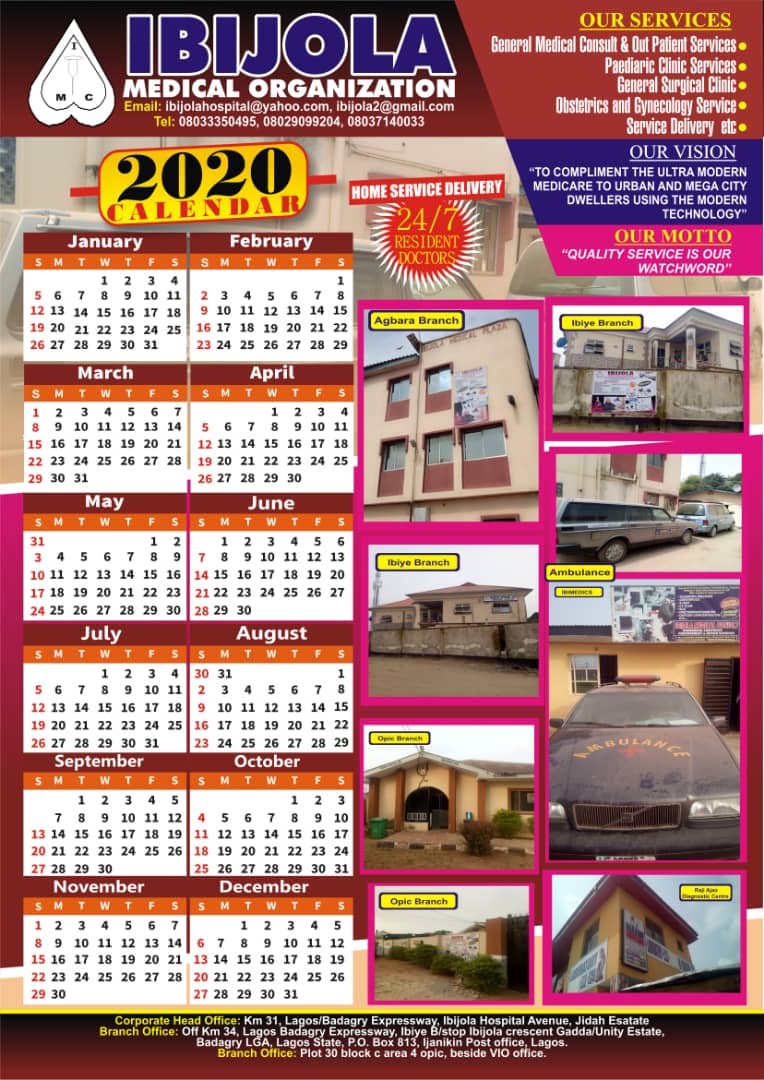 I
I
M C
IBIJOLA
MEDICAL ORGANIZATION
Email: ibijolahospital@yahoo.com, ibijola2@gmail.com
Tel: 08033350495, 08029099204, 08037140033
OUR SERVICES
General Medical Consult & Out Patient Services
Paediaric Clinic Services
General Surgical Clinic
Obstetrics and Gynecology Service
Service Delivery etc
OUR VISION
“TO COMPLIMENT THE ULTRA MODERN
MEDICARE TO URBAN AND MEGA CITY
DWELLERS USING THE MODERN
TECHNOLOGY”
OUR MOTTO
“QUALITY SERVICE IS OUR
WATCHWORD”
2020
CALENDAR
HOME SERVICE DELIVERY
24/7
RESIDENT
DOCTORS
January
S M T W T F S
1 2 3 4
5 6 7 8 9 10 11
12 13 14 15 16 17 18
19 20 21 22 23 24 25
26 27 28 29 30 31
February
S M T W T F S
1
2 3 4 5 6 7 8
9 10 11 12 13 14 15
16 17 18 19 20 21 22
23 24 25 26 27 28 29
March
S M T W T F S
1 2 3 4 5 6 7
8 9 10 11 12 13 14
15 16 17 18 19 20 21
22 23 24 25 26 27 28
29 30 31
April
S M T W T F S
1 2 3 4
5 6 7 8 9 10 11
12 13 14 15 16 17 18
19 20 21 22 23 24 25
26 27 28 29 30
May
S M T W T F S
31 1 2
3 4 5 6 7 8 9
10 11 12 13 14 15 16
17 18 19 20 21 22 23
24 25 26 27 28 29 30
June
S M T W T F S
1 2 3 4 5 6
7 8 9 10 11 12 13
14 15 16 17 18 19 20
21 22 23 24 25 26 27
28 29 30
July
S M T W T F S
1 2 3 4
5 6 7 8 9 10 11
12 13 14 15 16 17 18
19 20 21 22 23 24 25
26 27 28 29 30 31
August
S M T W T F S
30 31 1
2 3 4 5 6 7 8
9 10 11 12 13 14 15
16 17 18 19 20 21 22
23 24 25 26 27 28 29
September
S M T W T F S
1 2 3 4 5
7 8 9 10 11 12
13 14 15 16 17 18 19
20 21 22 23 24 25 26
27 28 29 30
October
S M T W T F S
1 2 3
4 5 6 7 8 9 10
11 12 13 14 15 16 17
18 19 20 21 22 23 24
25 26 27 28 29 30 31
November
S M T W T F S
1 2 3 4 5 6 7
8 9 10 11 12 13 14
15 16 17 18 19 20 21
22 23 24 25 26 27 28
29 30
December
S M T W T F S
1 2 3 4 5
6 7 8 9 10 11 12
13 14 15 16 17 18 19
20 21 22 23 24 25 26
27 28 29 30 31
Agbara Branch
MEDICAL PLAZA
Ibiye Branch
IBIJOLA
Ibiye Branch
Ambulance
IBIMEDICS
AMBULANCE
Opic Branch
Opic Branch
Raji Ajao
Diagnostic Centre
Corporate Head Office: Km 31, Lagos/Badagry Expressway, Ibijola Hospital Avenue, Jidah Esatate
Branch Office: Off Km 34, Lagos Badagry Expressway, Ibiye B/stop Ibijola crescent Gadda/Unity Estate,
Badagry LGA, Lagos State, P.O. Box 813, Ijanikin Post office, Lagos.
Branch Office: Plot 30 block c area 4 opic, beside VIO office.